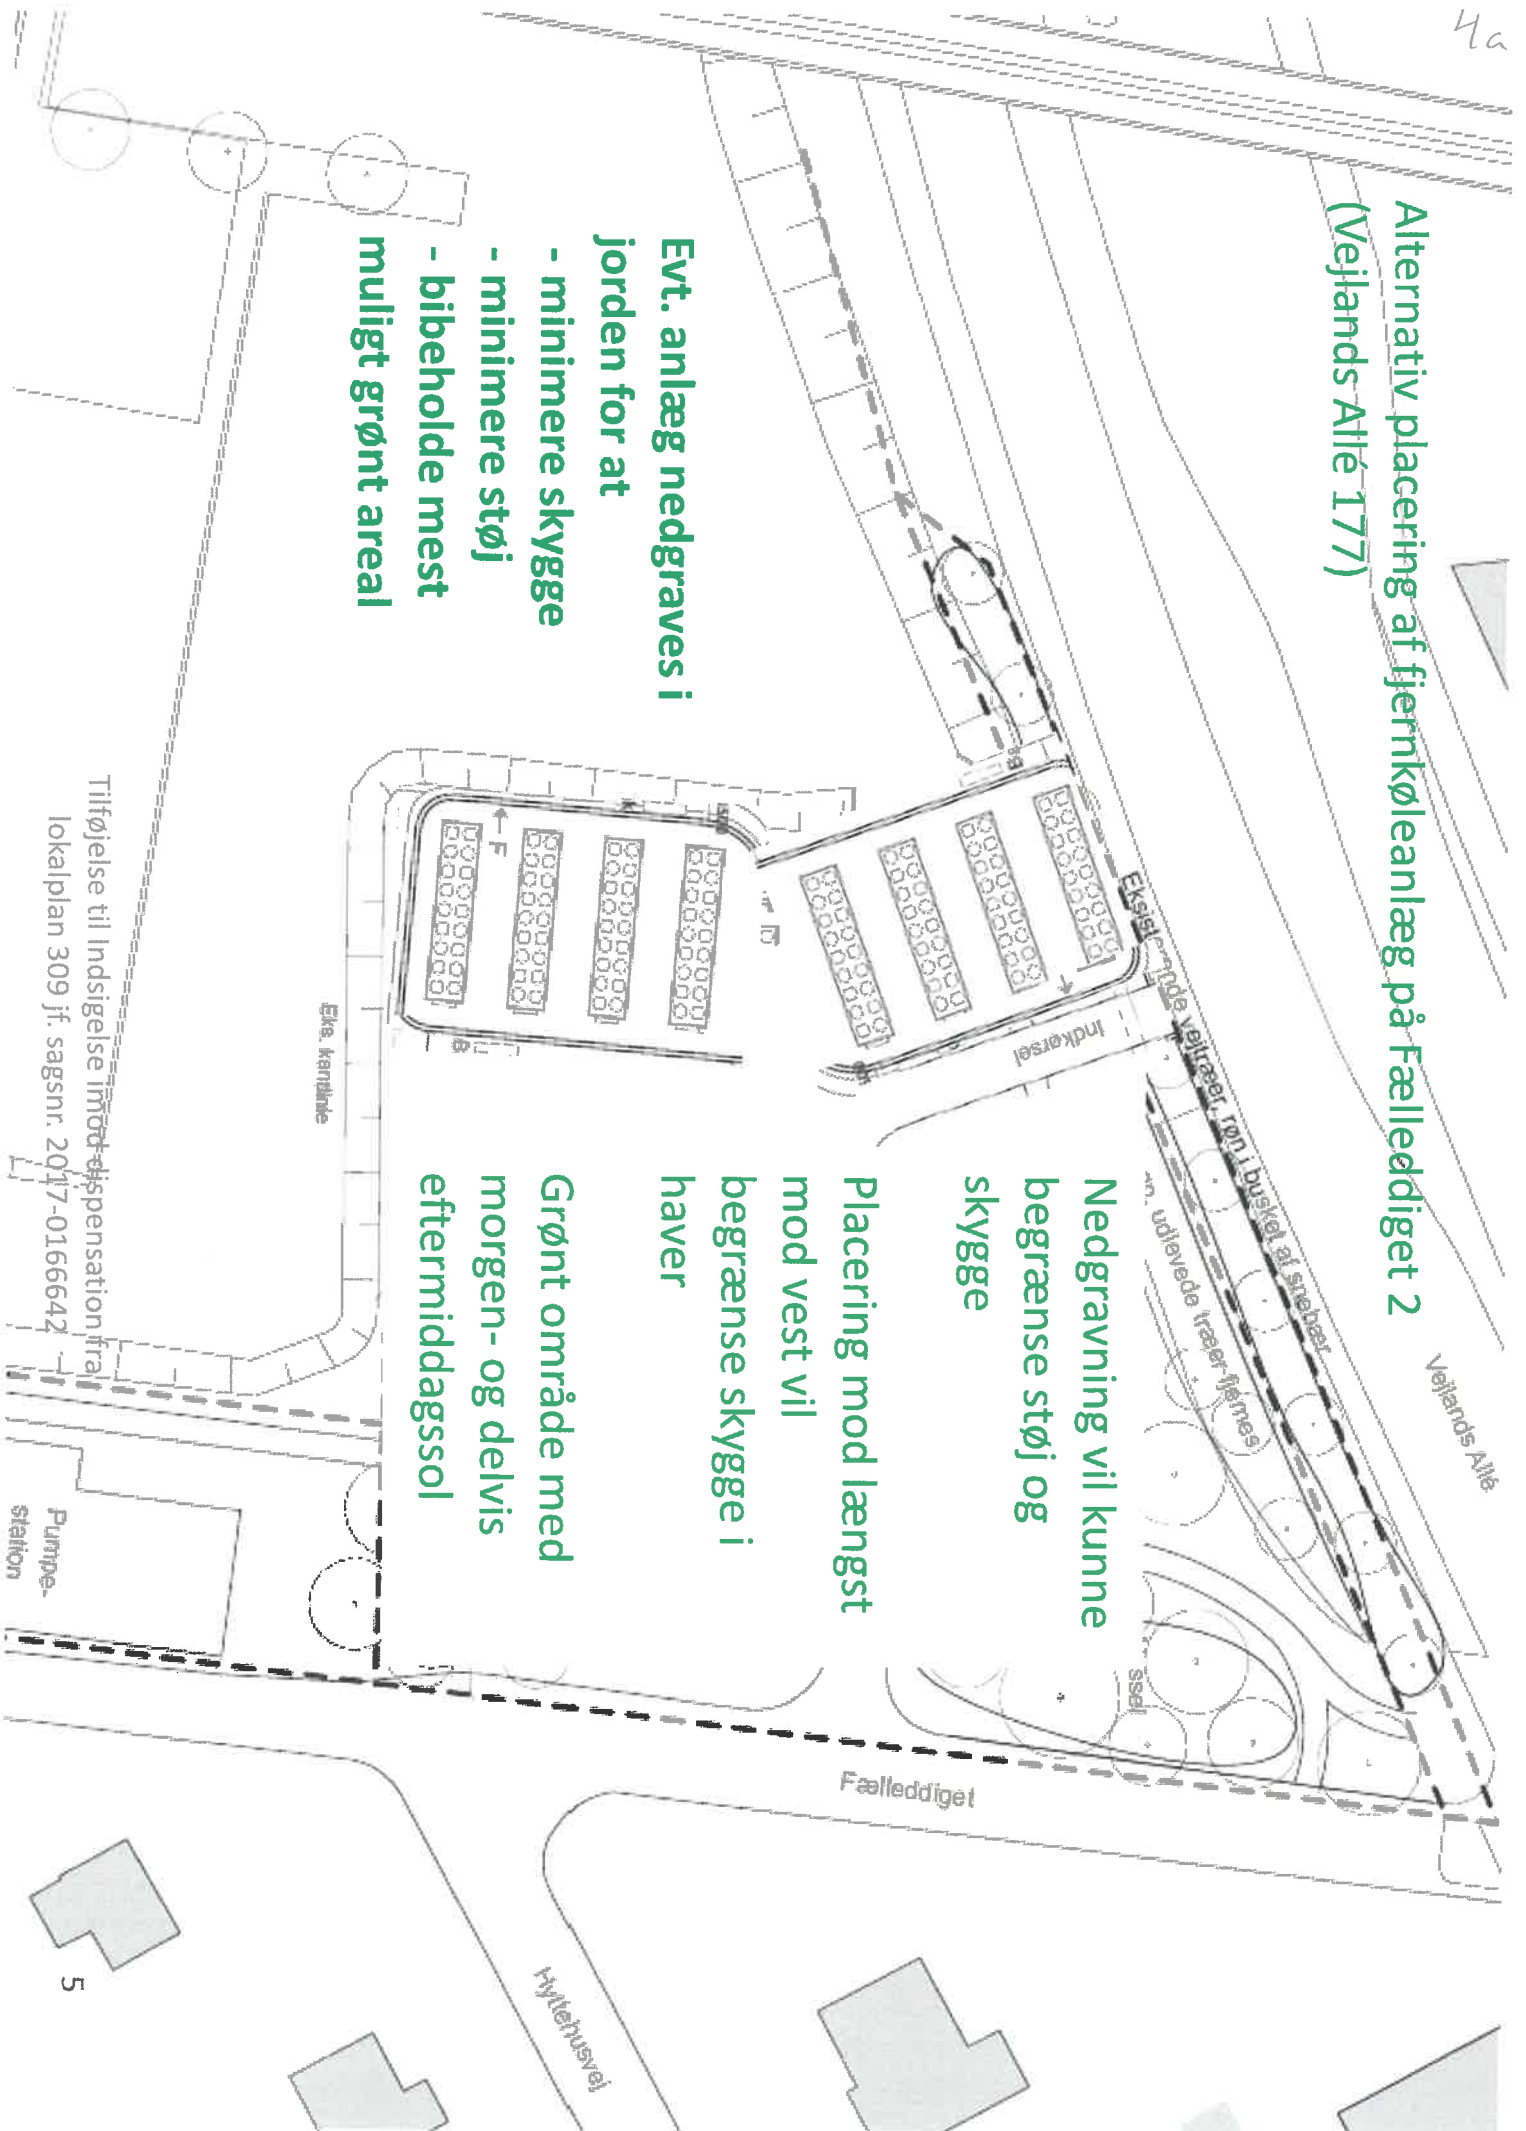 4a
Alternativ placering af fjernkøleanlæg på Fælleddiget 2
(Vejlands Allé 177)
Vejlands Allé
Eksisterende vejtræer, røn i busket af snebær
udlevede træer fjernes
Indkørsel
Evt. anlæg nedgraves i
jorden for at
- minimere skygge
- minimere støj
- bibeholde mest
muligt grønt areal
Nedgravning vil kunne
begrænse støj og
skygge
Placering mod længst
mod vest vil
begrænse skygge i
haver
Grønt område med
morgen- og delvis
eftermiddagssol
F
ssel
Fælleddiget
Hyttehusvej
Eks. kantlinie
Pumpe-
station
Tilføjelse til Indsigelse imod dispensation fra
lokalplan 309 jf. sagsnr. 2017-0166642
5